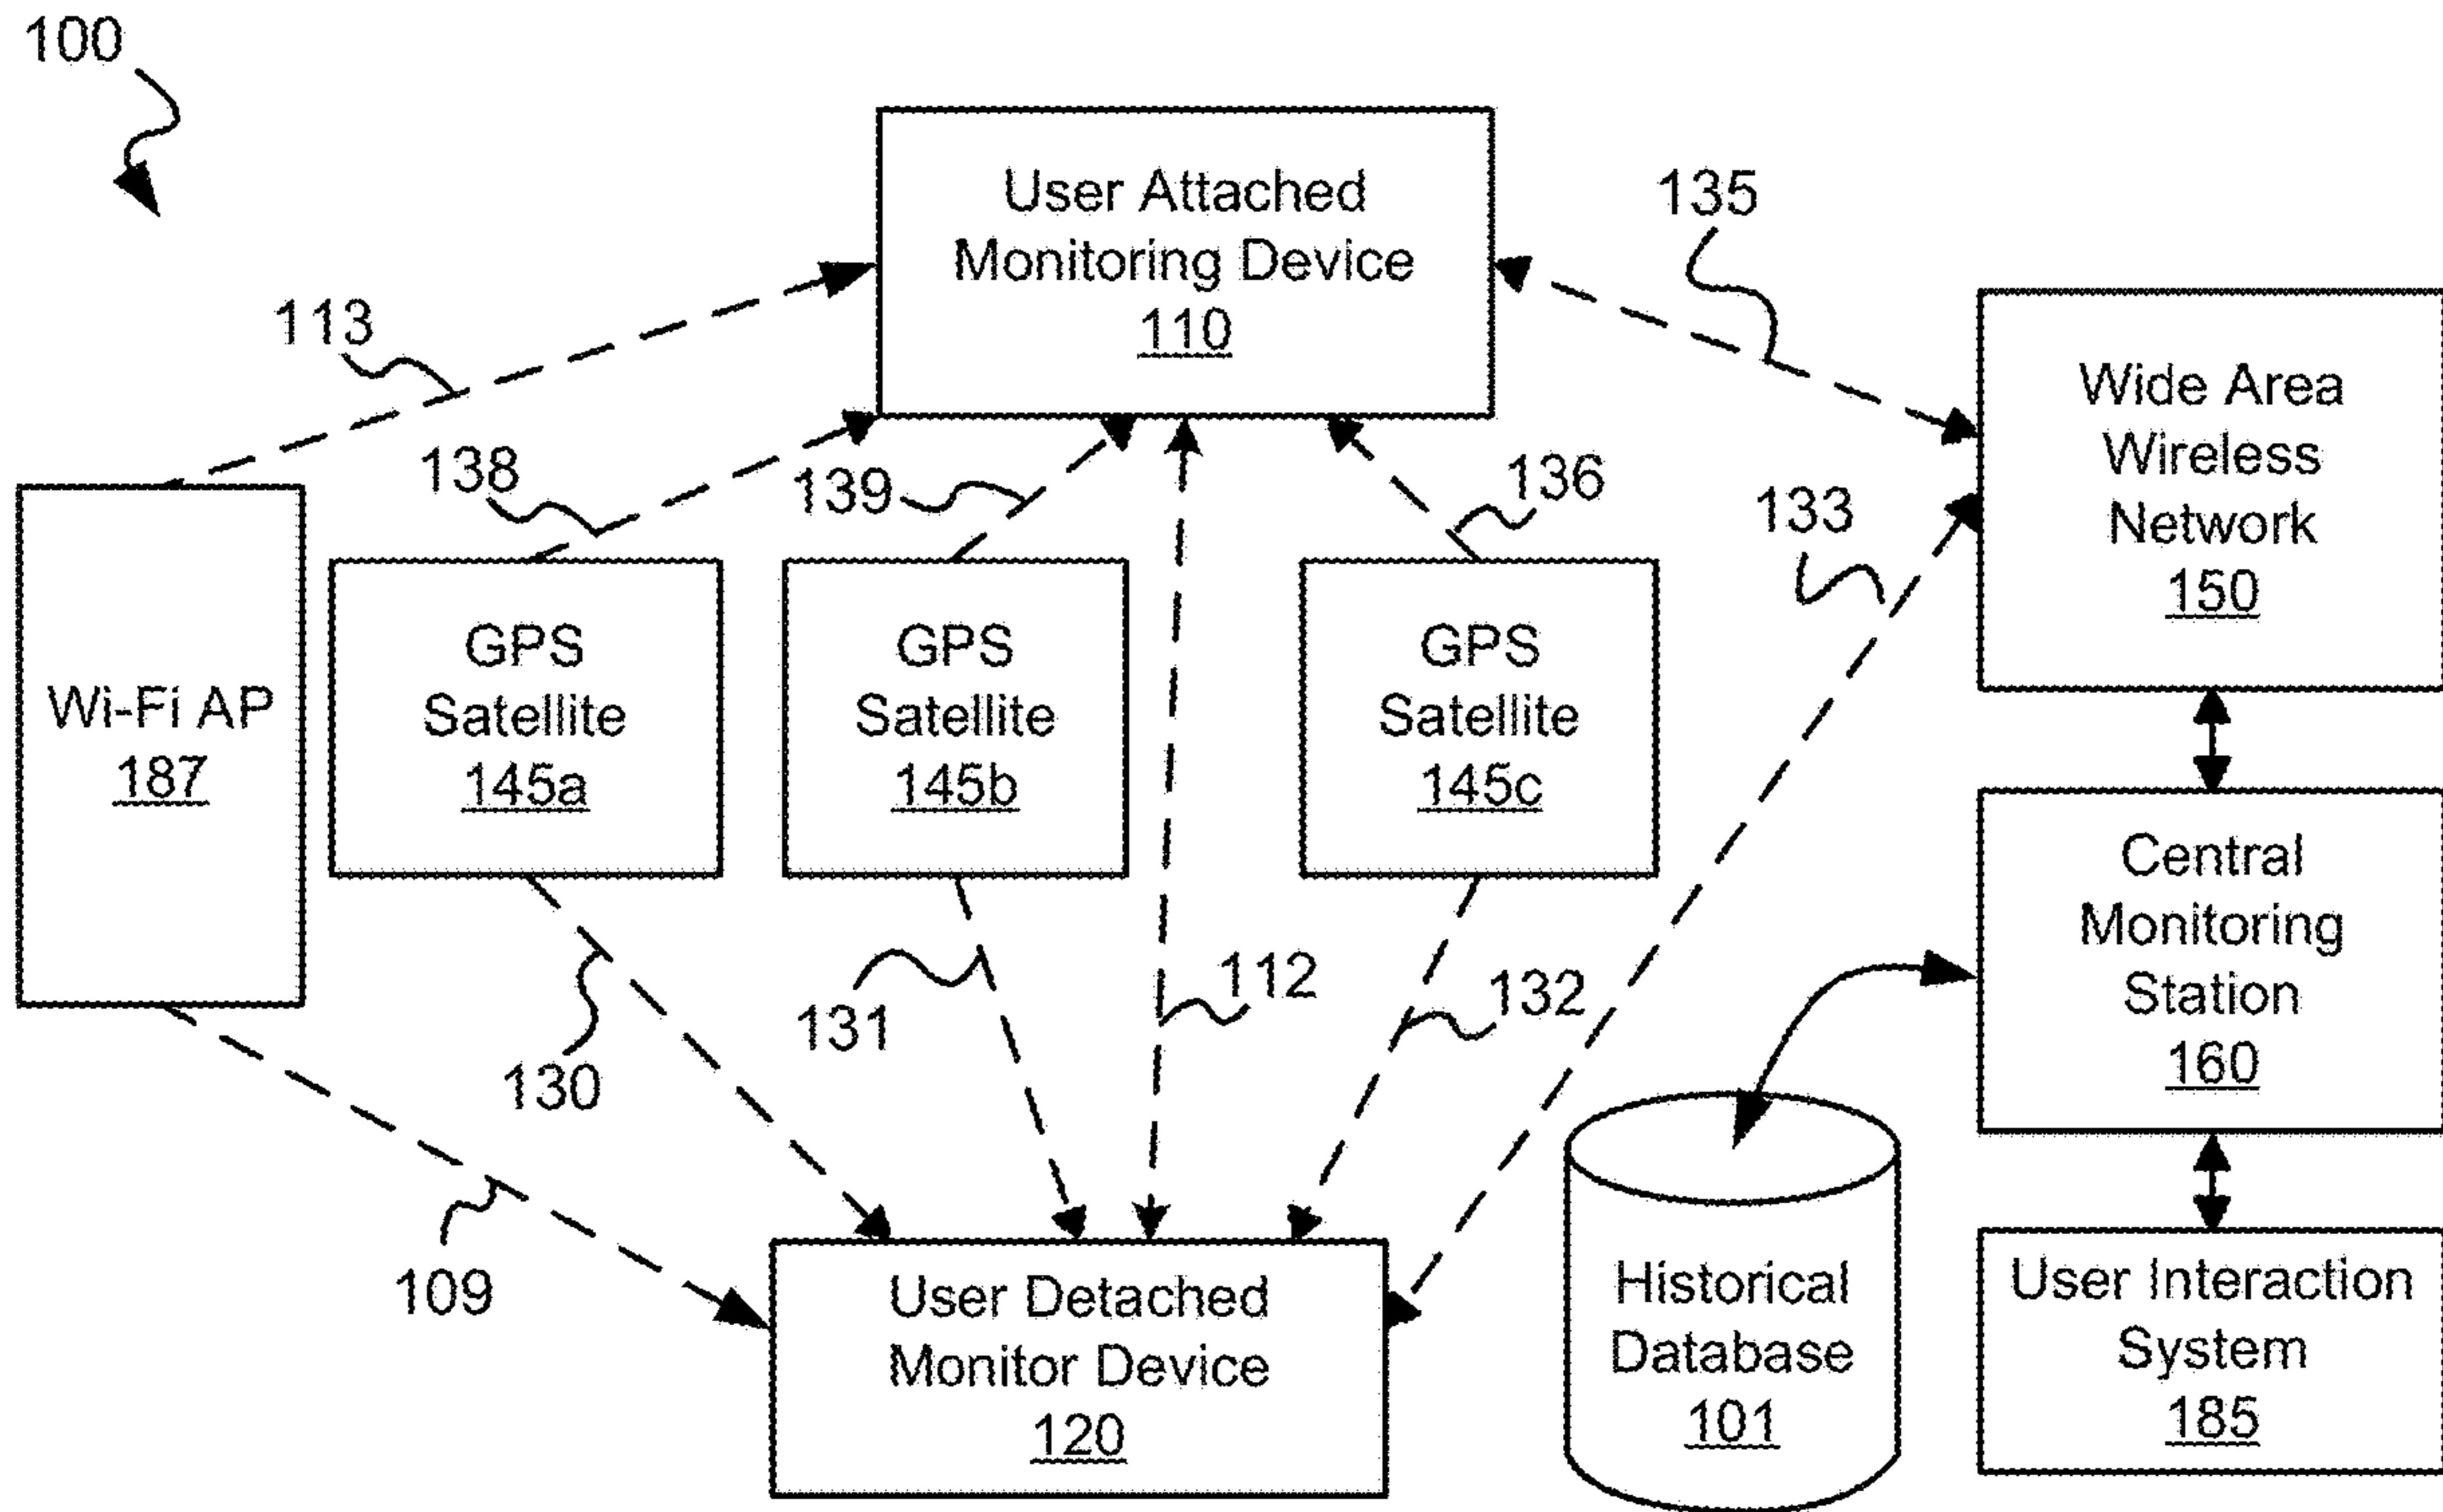 100
User Attached
Monitoring Device
110
135
113
138
139
136
133
Wide Area
Wireless
Network
150
Wi-Fi AP
187
GPS
Satellite
145a
GPS
Satellite
145b
GPS
Satellite
145c
Central
Monitoring
Station
160
130
131
112
132
109
User Detached
Monitor Device
120
Historical
Database
101
User Interaction
System
185